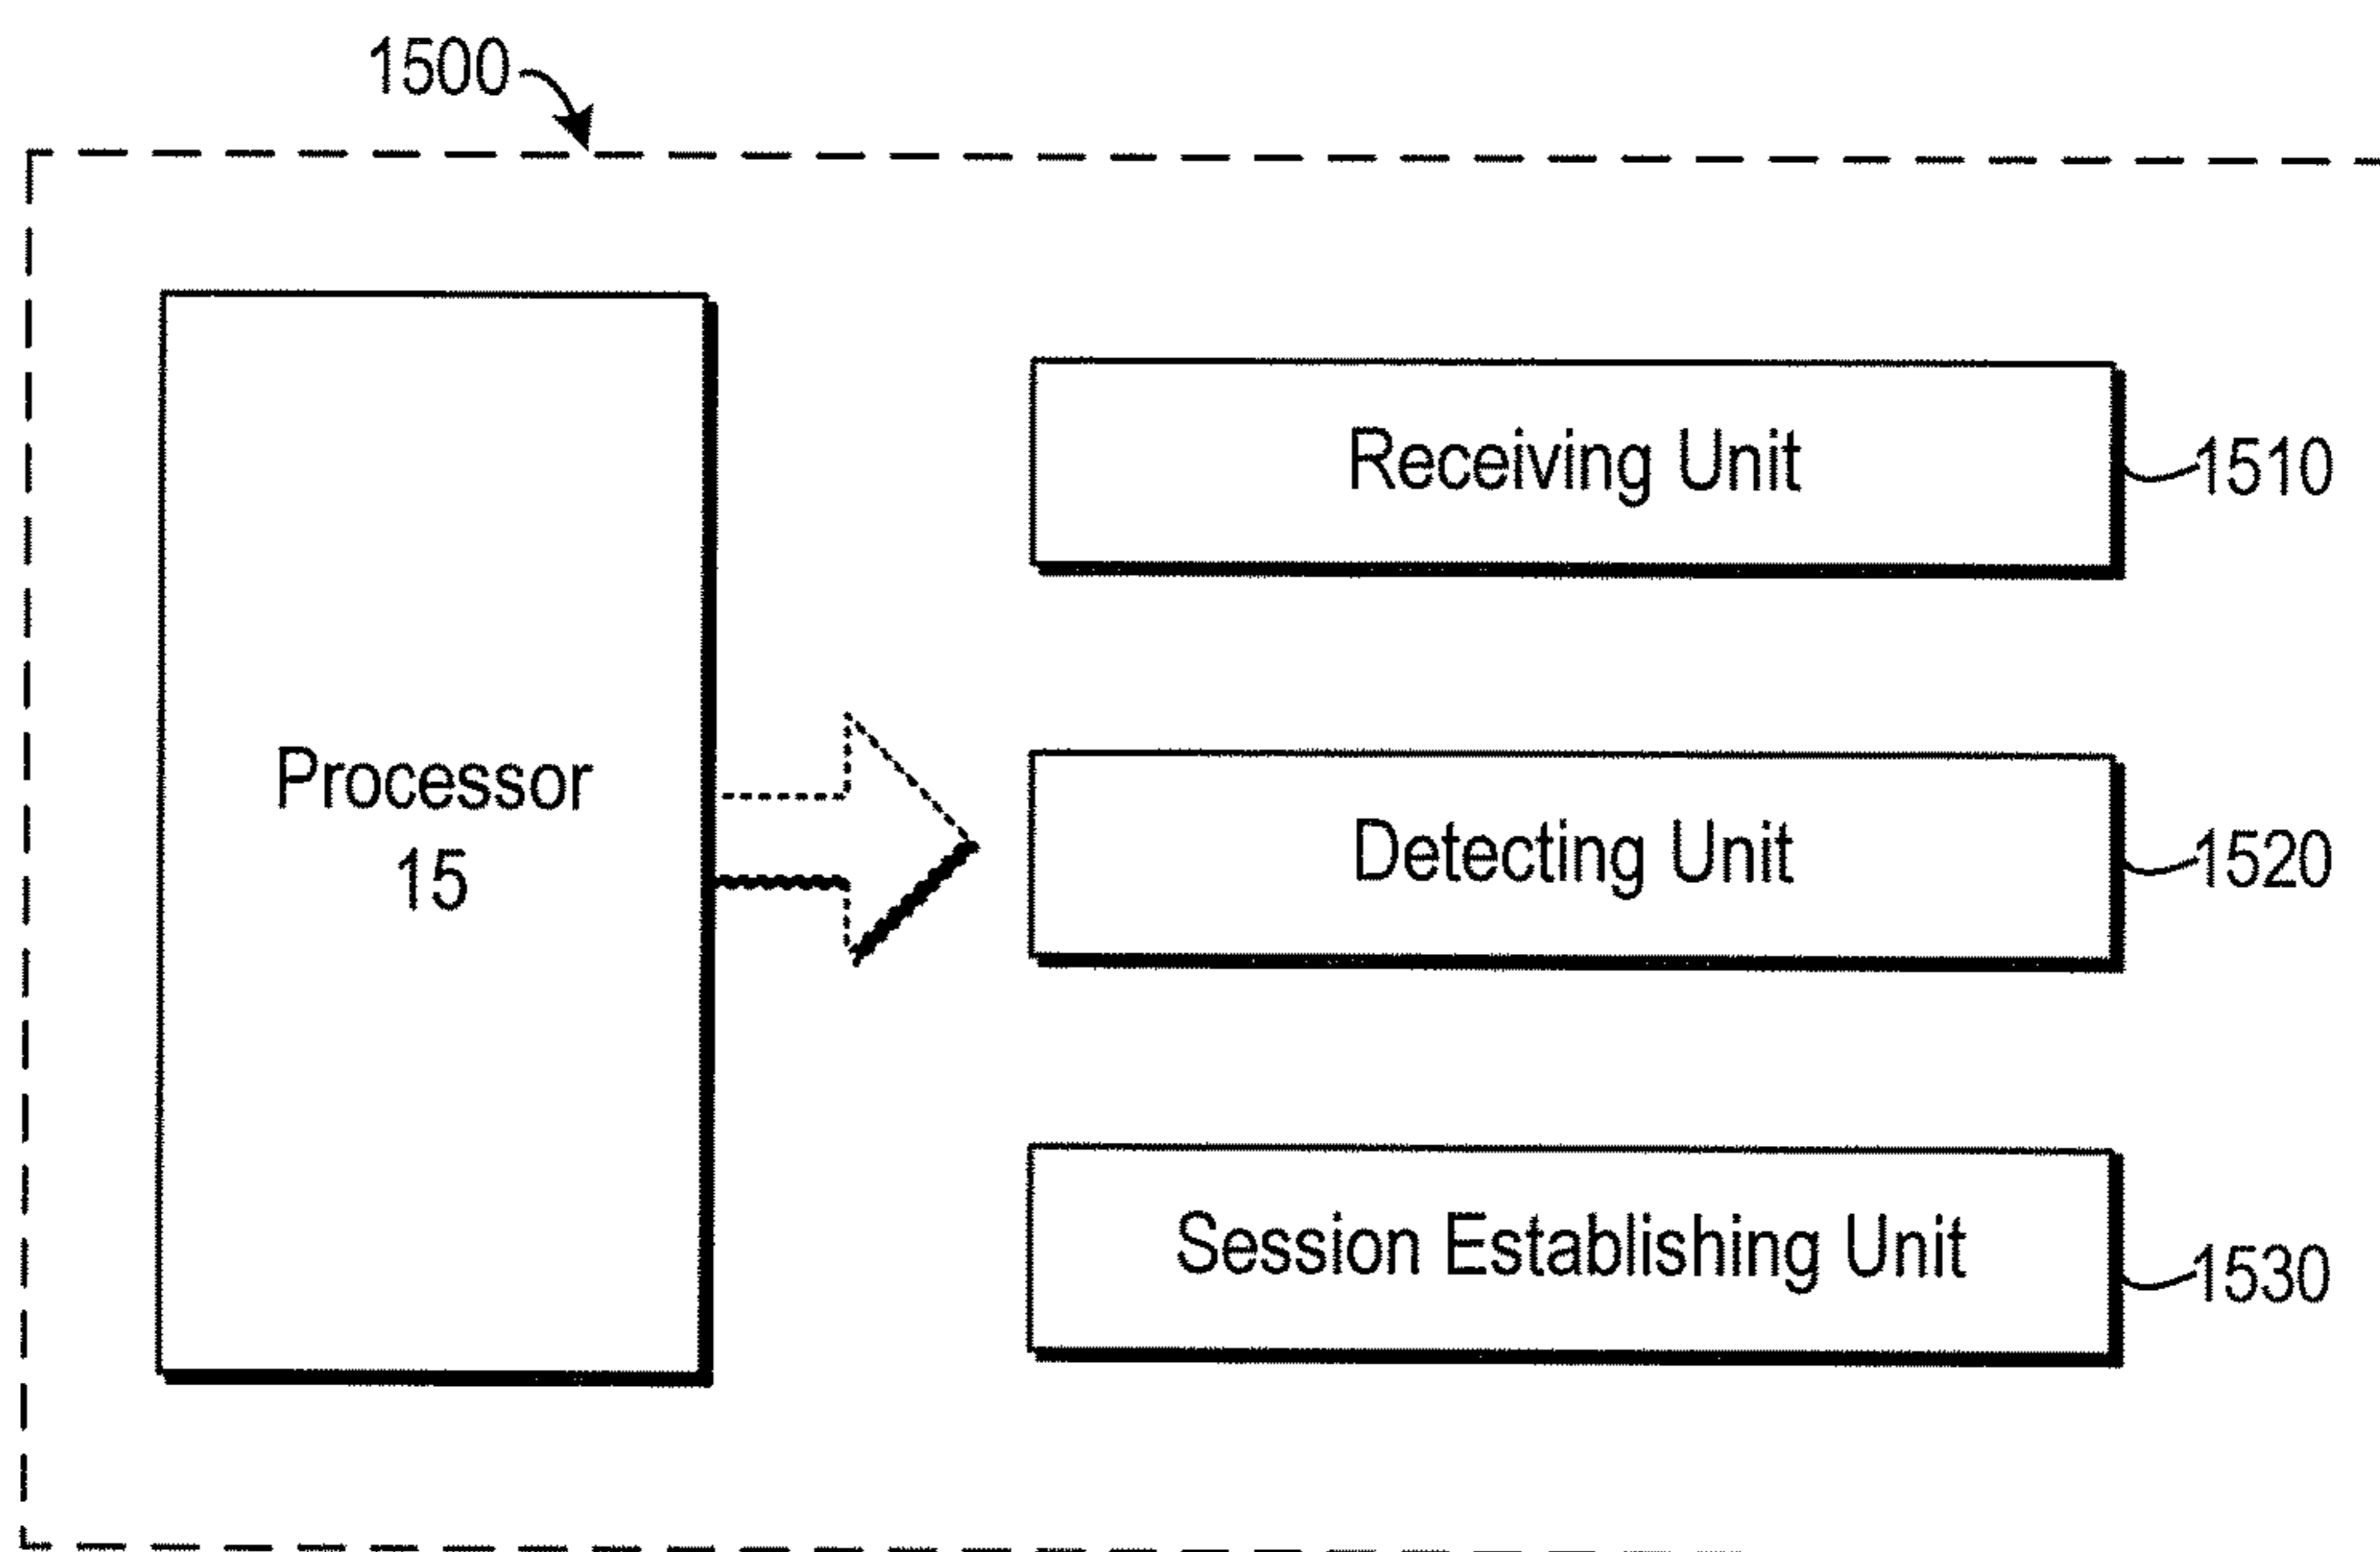 1500
Receiving Unit
1510
Processor
15
Detecting Unit
1520
Session Establishing Unit
1530